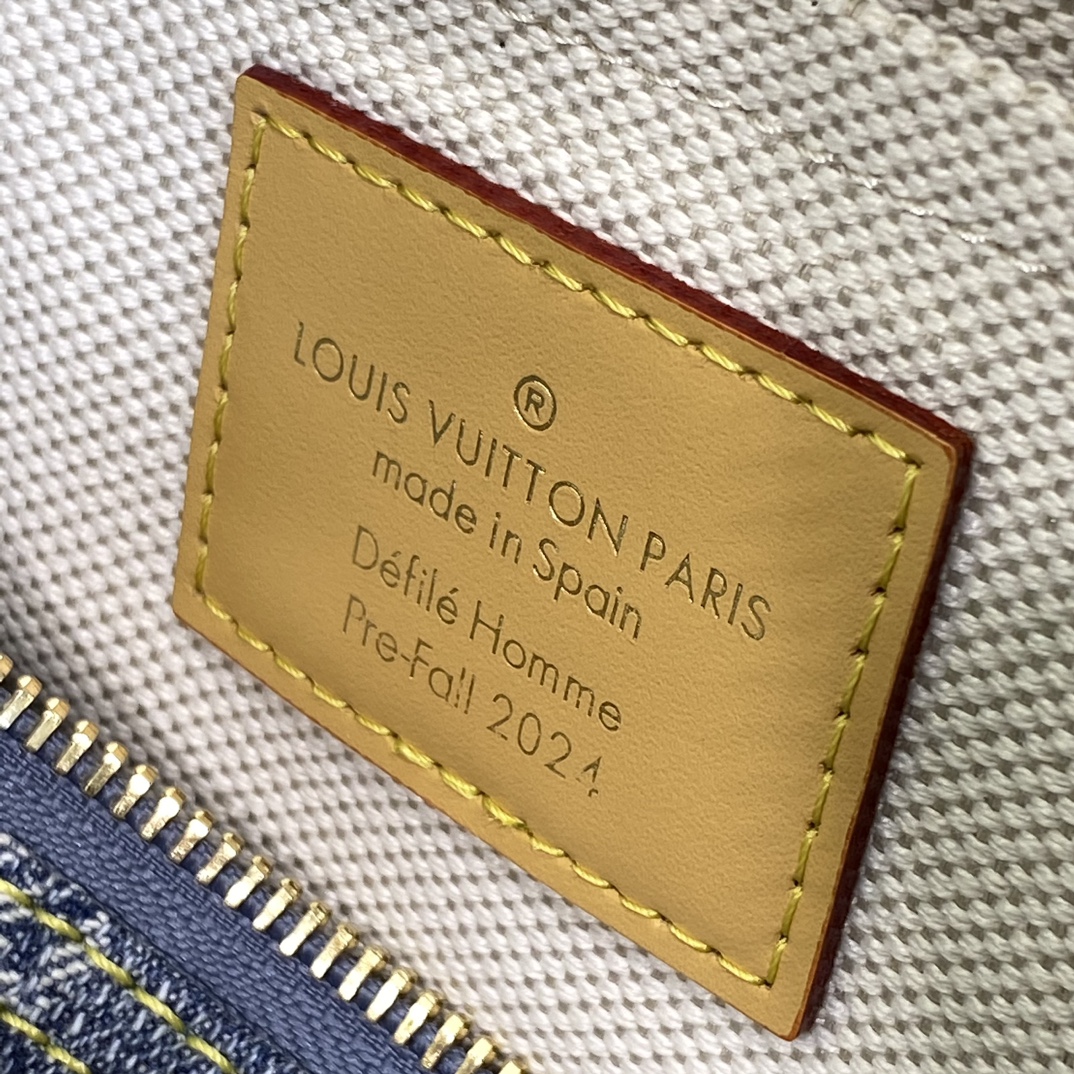 ®
LOUIS VUITTON PARIS
made in Spain
Défilé Homme
Pre-Fall 2024